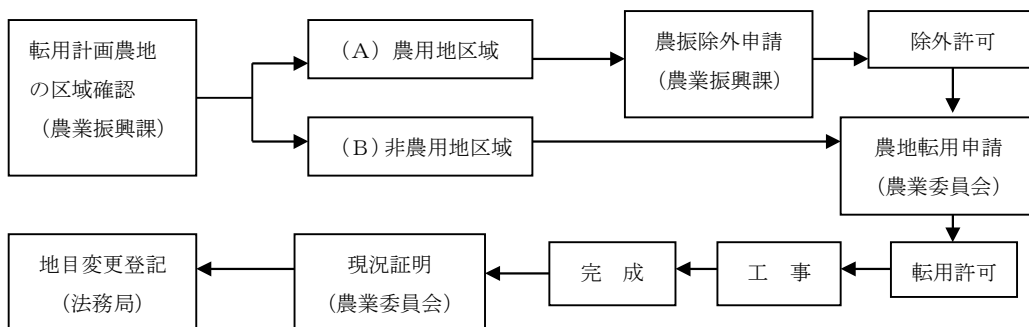 転用計画農地
の区域確認
（農業振興課）
（A）農用地区域
農振除外申請
（農業振興課）
除外許可
（B）非農用地区域
農地転用申請
（農業委員会）
転用許可
工　事
完　成
現況証明
（農業委員会）
地目変更登記
（法務局）